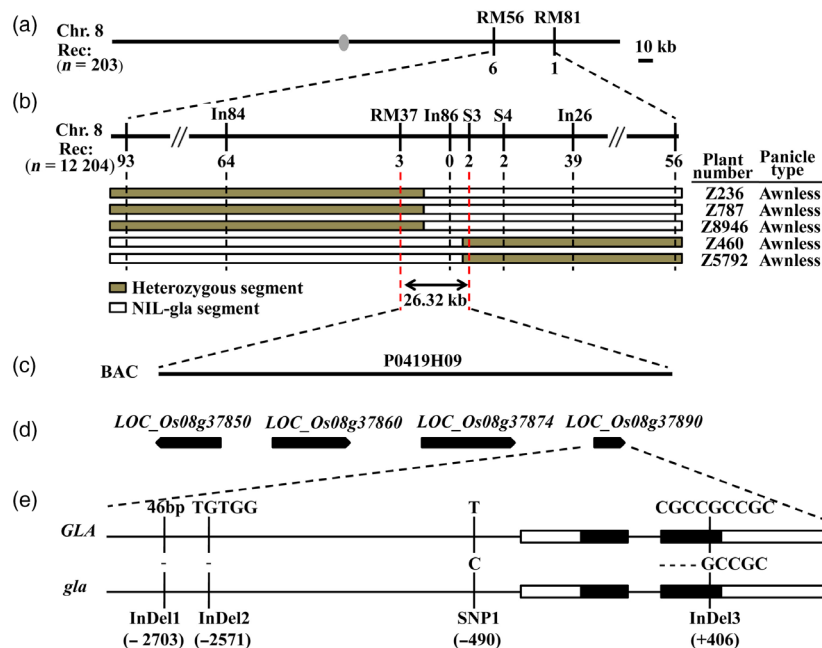 (a)
RM56 RM81
Chr. 8
Rec:
(n = 203)
6 1
10 kb
(b)
In84 RM37 In86 S3 S4 In26
Chr. 8
Rec:
(n = 12 204)
93 64 3 0 2 2 39 56
Plant number Panicle type
Z236 Awnless
Z787 Awnless
Z8946 Awnless
Z460 Awnless
Z5792 Awnless
Heterozygous segment
NIL-gla segment
26.32 kb
(c)
BAC
P0419H09
(d)
LOC_Os08g37850 LOC_Os08g37860 LOC_Os08g37874 LOC_Os08g37890
(e)
46bp TGTGG T CGCCGCCGC
GLA
- - C ----GCCGC
gla
InDel1 InDel2 SNP1 InDel3
(– 2703) (–2571) (–490) (+406)